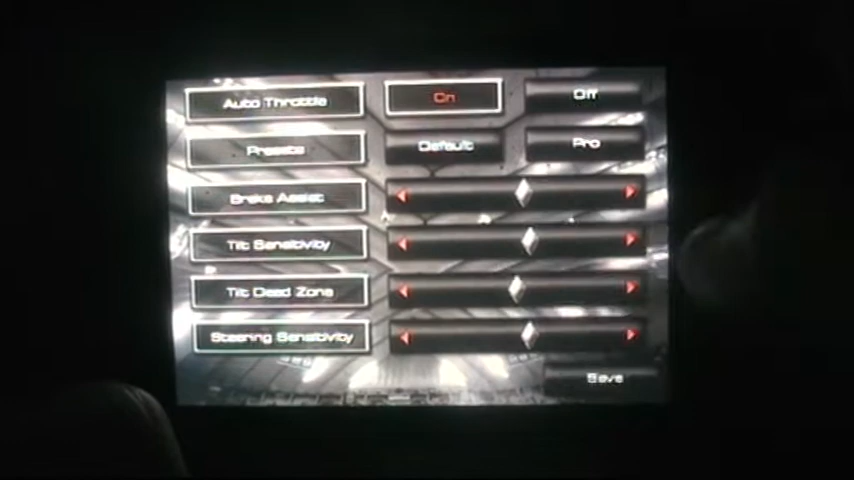 Auto Throttle On Off
Presets Default Pro
Brake Assist
Tilt Sensitivity
Tilt Dead Zone
Steering Sensitivity
Save